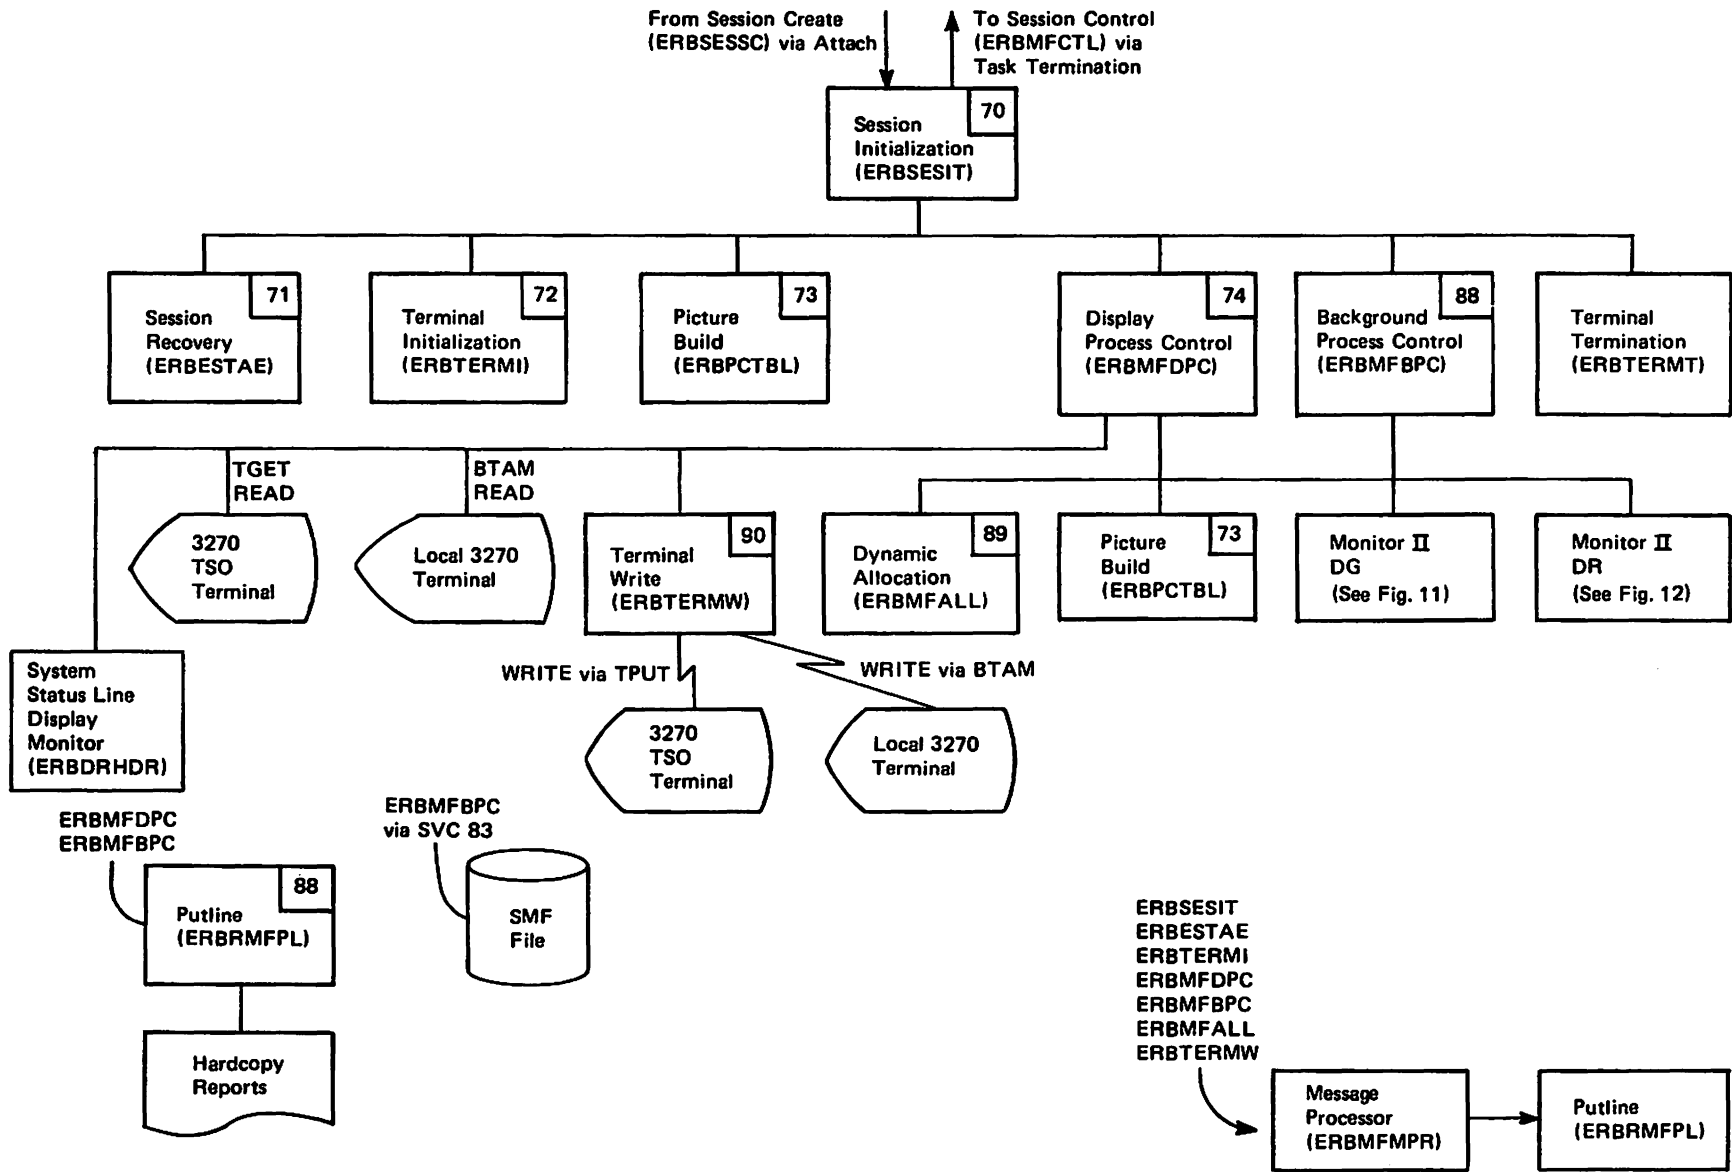 From Session Create
(ERBSESSC) via Attach
To Session Control
(ERBMFCTL) via
Task Termination
70
Session
Initialization
(ERBSESIT)
71
Session
Recovery
(ERBESTAE)
72
Terminal
Initialization
(ERBTERMI)
73
Picture
Build
(ERBPCTBL)
74
Display
Process Control
(ERBMFDPC)
88
Background
Process Control
(ERBMFBPC)
Terminal
Termination
(ERBTERMT)
TGET
READ
3270
TSO
Terminal
BTAM
READ
Local 3270
Terminal
90
Terminal
Write
(ERBTERMW)
89
Dynamic
Allocation
(ERBMFALL)
73
Picture
Build
(ERBPCTBL)
Monitor II
DG
(See Fig. 11)
Monitor II
DR
(See Fig. 12)
System
Status Line
Display
Monitor
(ERBDRHDR)
WRITE via TPUT
WRITE via BTAM
3270
TSO
Terminal
Local 3270
Terminal
ERBMFDPC
ERBMFBPC
88
Putline
(ERBRMFPL)
Hardcopy
Reports
ERBMFBPC
via SVC 83
SMF
File
ERBSESIT
ERBESTAE
ERBTERMI
ERBMFDPC
ERBMFBPC
ERBMFALL
ERBTERMW
Message
Processor
(ERBMFMPR)
Putline
(ERBRMFPL)